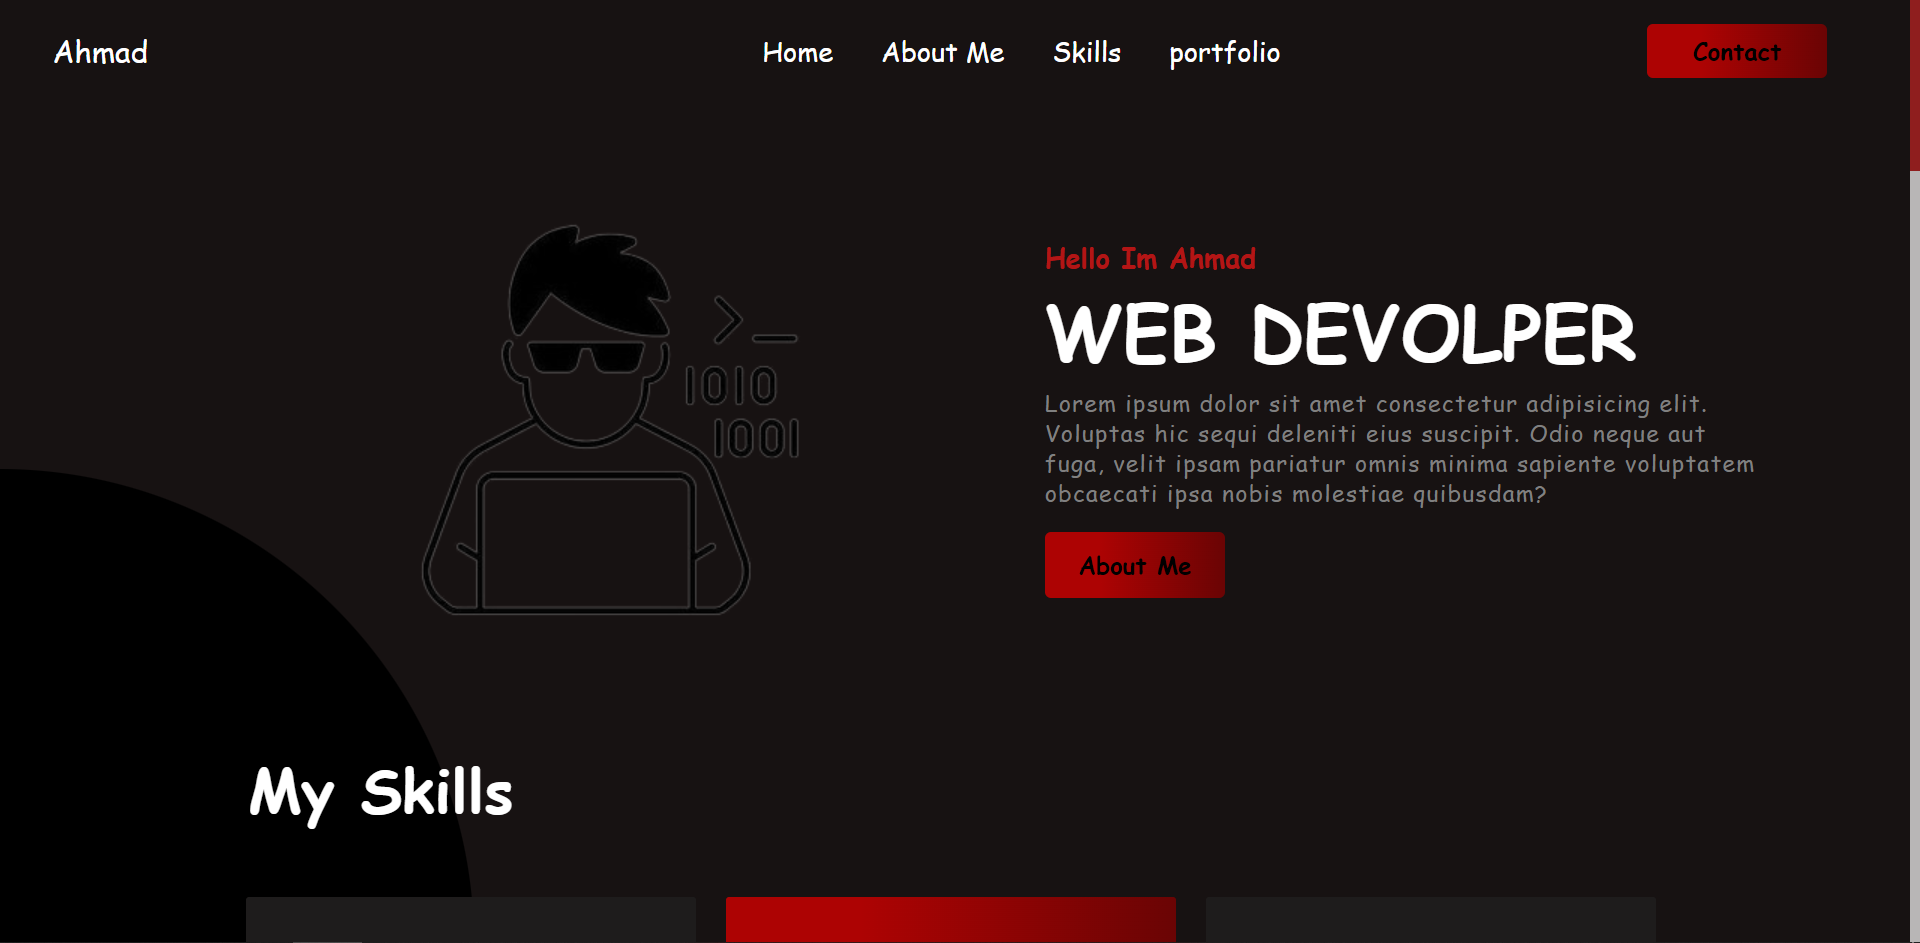 Ahmad
Home About Me Skills portfolio
Contact
Hello Im Ahmad
WEB DEVOLPER
Lorem ipsum dolor sit amet consectetur adipisicing elit.
Voluptas hic sequi deleniti eius suscipit. Odio neque aut
fuga, velit ipsam pariatur omnis minima sapiente voluptatem
obcaecati ipsa nobis molestiae quibusdam?
About Me
>_
1010
1001
My Skills